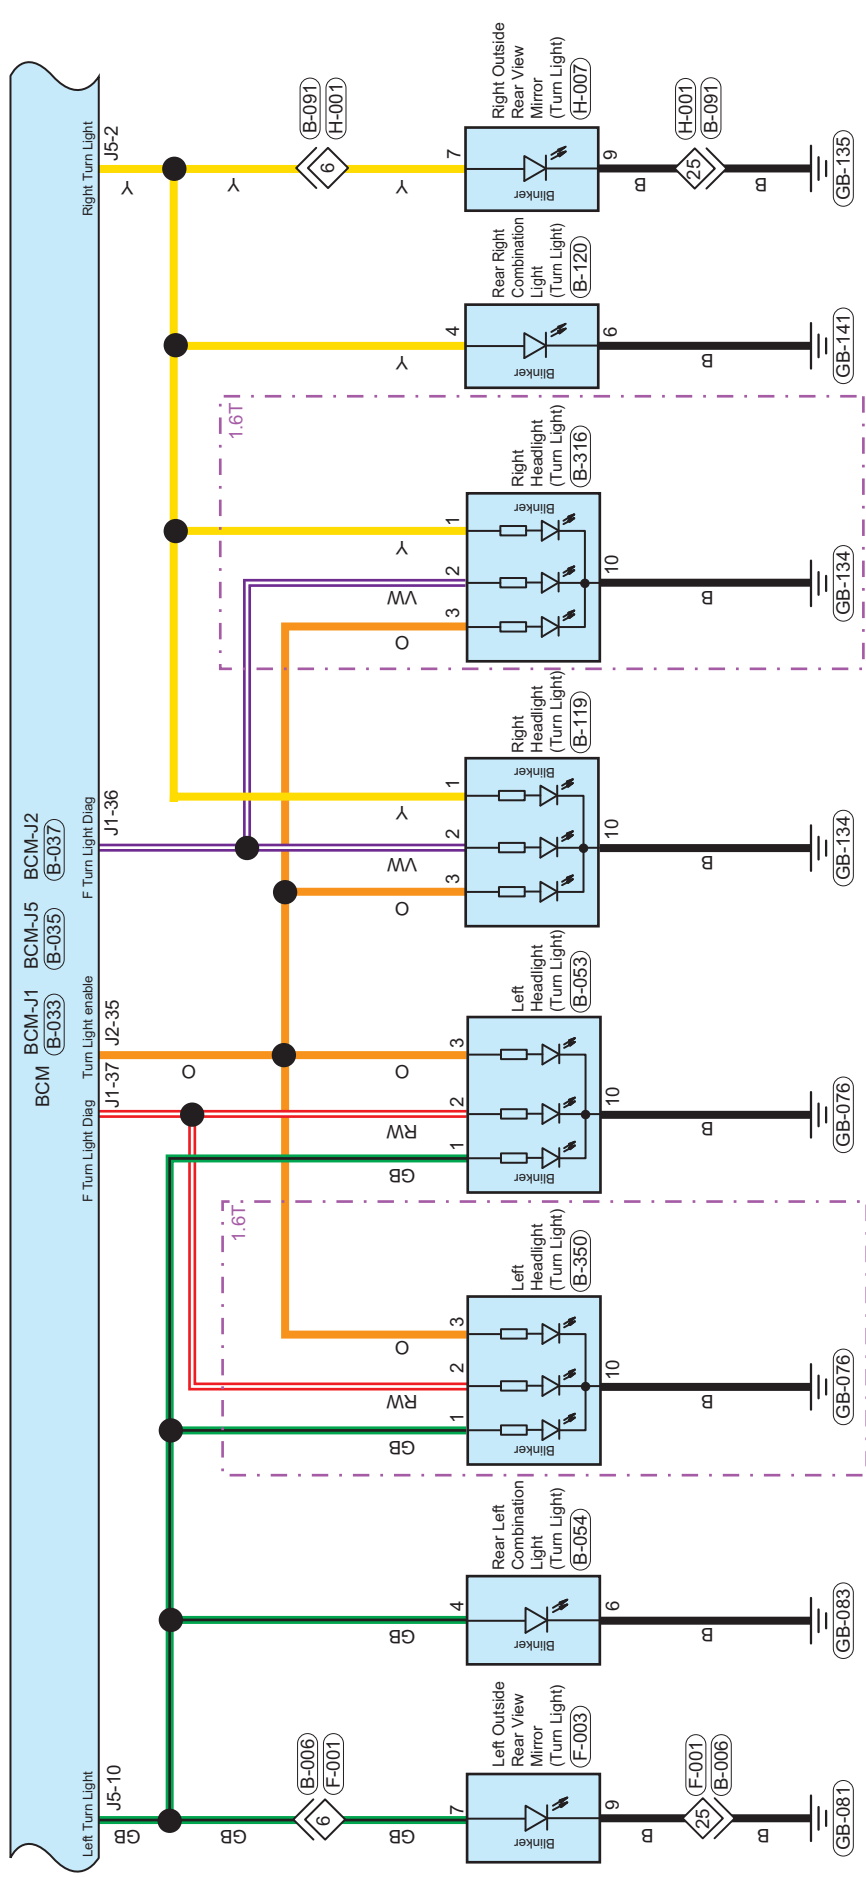 BCM
BCM-J1
B-033
BCM-J5
B-035
BCM-J2
B-037
Left Turn Light
F Turn Light Diag
Turn Light enable
F Turn Light Diag
Right Turn Light
J5-10
J1-37
J2-35
J1-36
J5-2
GB
Y
O
GB
1.6T
1.6T
Y
B-006
F-001
6
B-091
H-001
6
GB
GB
GB
RW
O
GB
RW
O
O
VW
Y
O
VW
Y
Y
Y
7
4
1
2
3
1
2
3
3
2
1
3
2
1
4
7
Blinker
Left Outside
Rear View
Mirror
(Turn Light)
F-003
Blinker
Rear Left
Combination
Light
(Turn Light)
B-054
Blinker
Left
Headlight
(Turn Light)
B-350
Blinker
Left
Headlight
(Turn Light)
B-053
Blinker
Right
Headlight
(Turn Light)
B-119
Blinker
Right
Headlight
(Turn Light)
B-316
Blinker
Rear Right
Combination
Light
(Turn Light)
B-120
Blinker
Right Outside
Rear View
Mirror
(Turn Light)
H-007
9
6
10
10
10
10
6
9
B
B
B
B
B
B
B
B
F-001
B-006
25
H-001
B-091
25
B
B
GB-081
GB-083
GB-076
GB-076
GB-134
GB-134
GB-141
GB-135